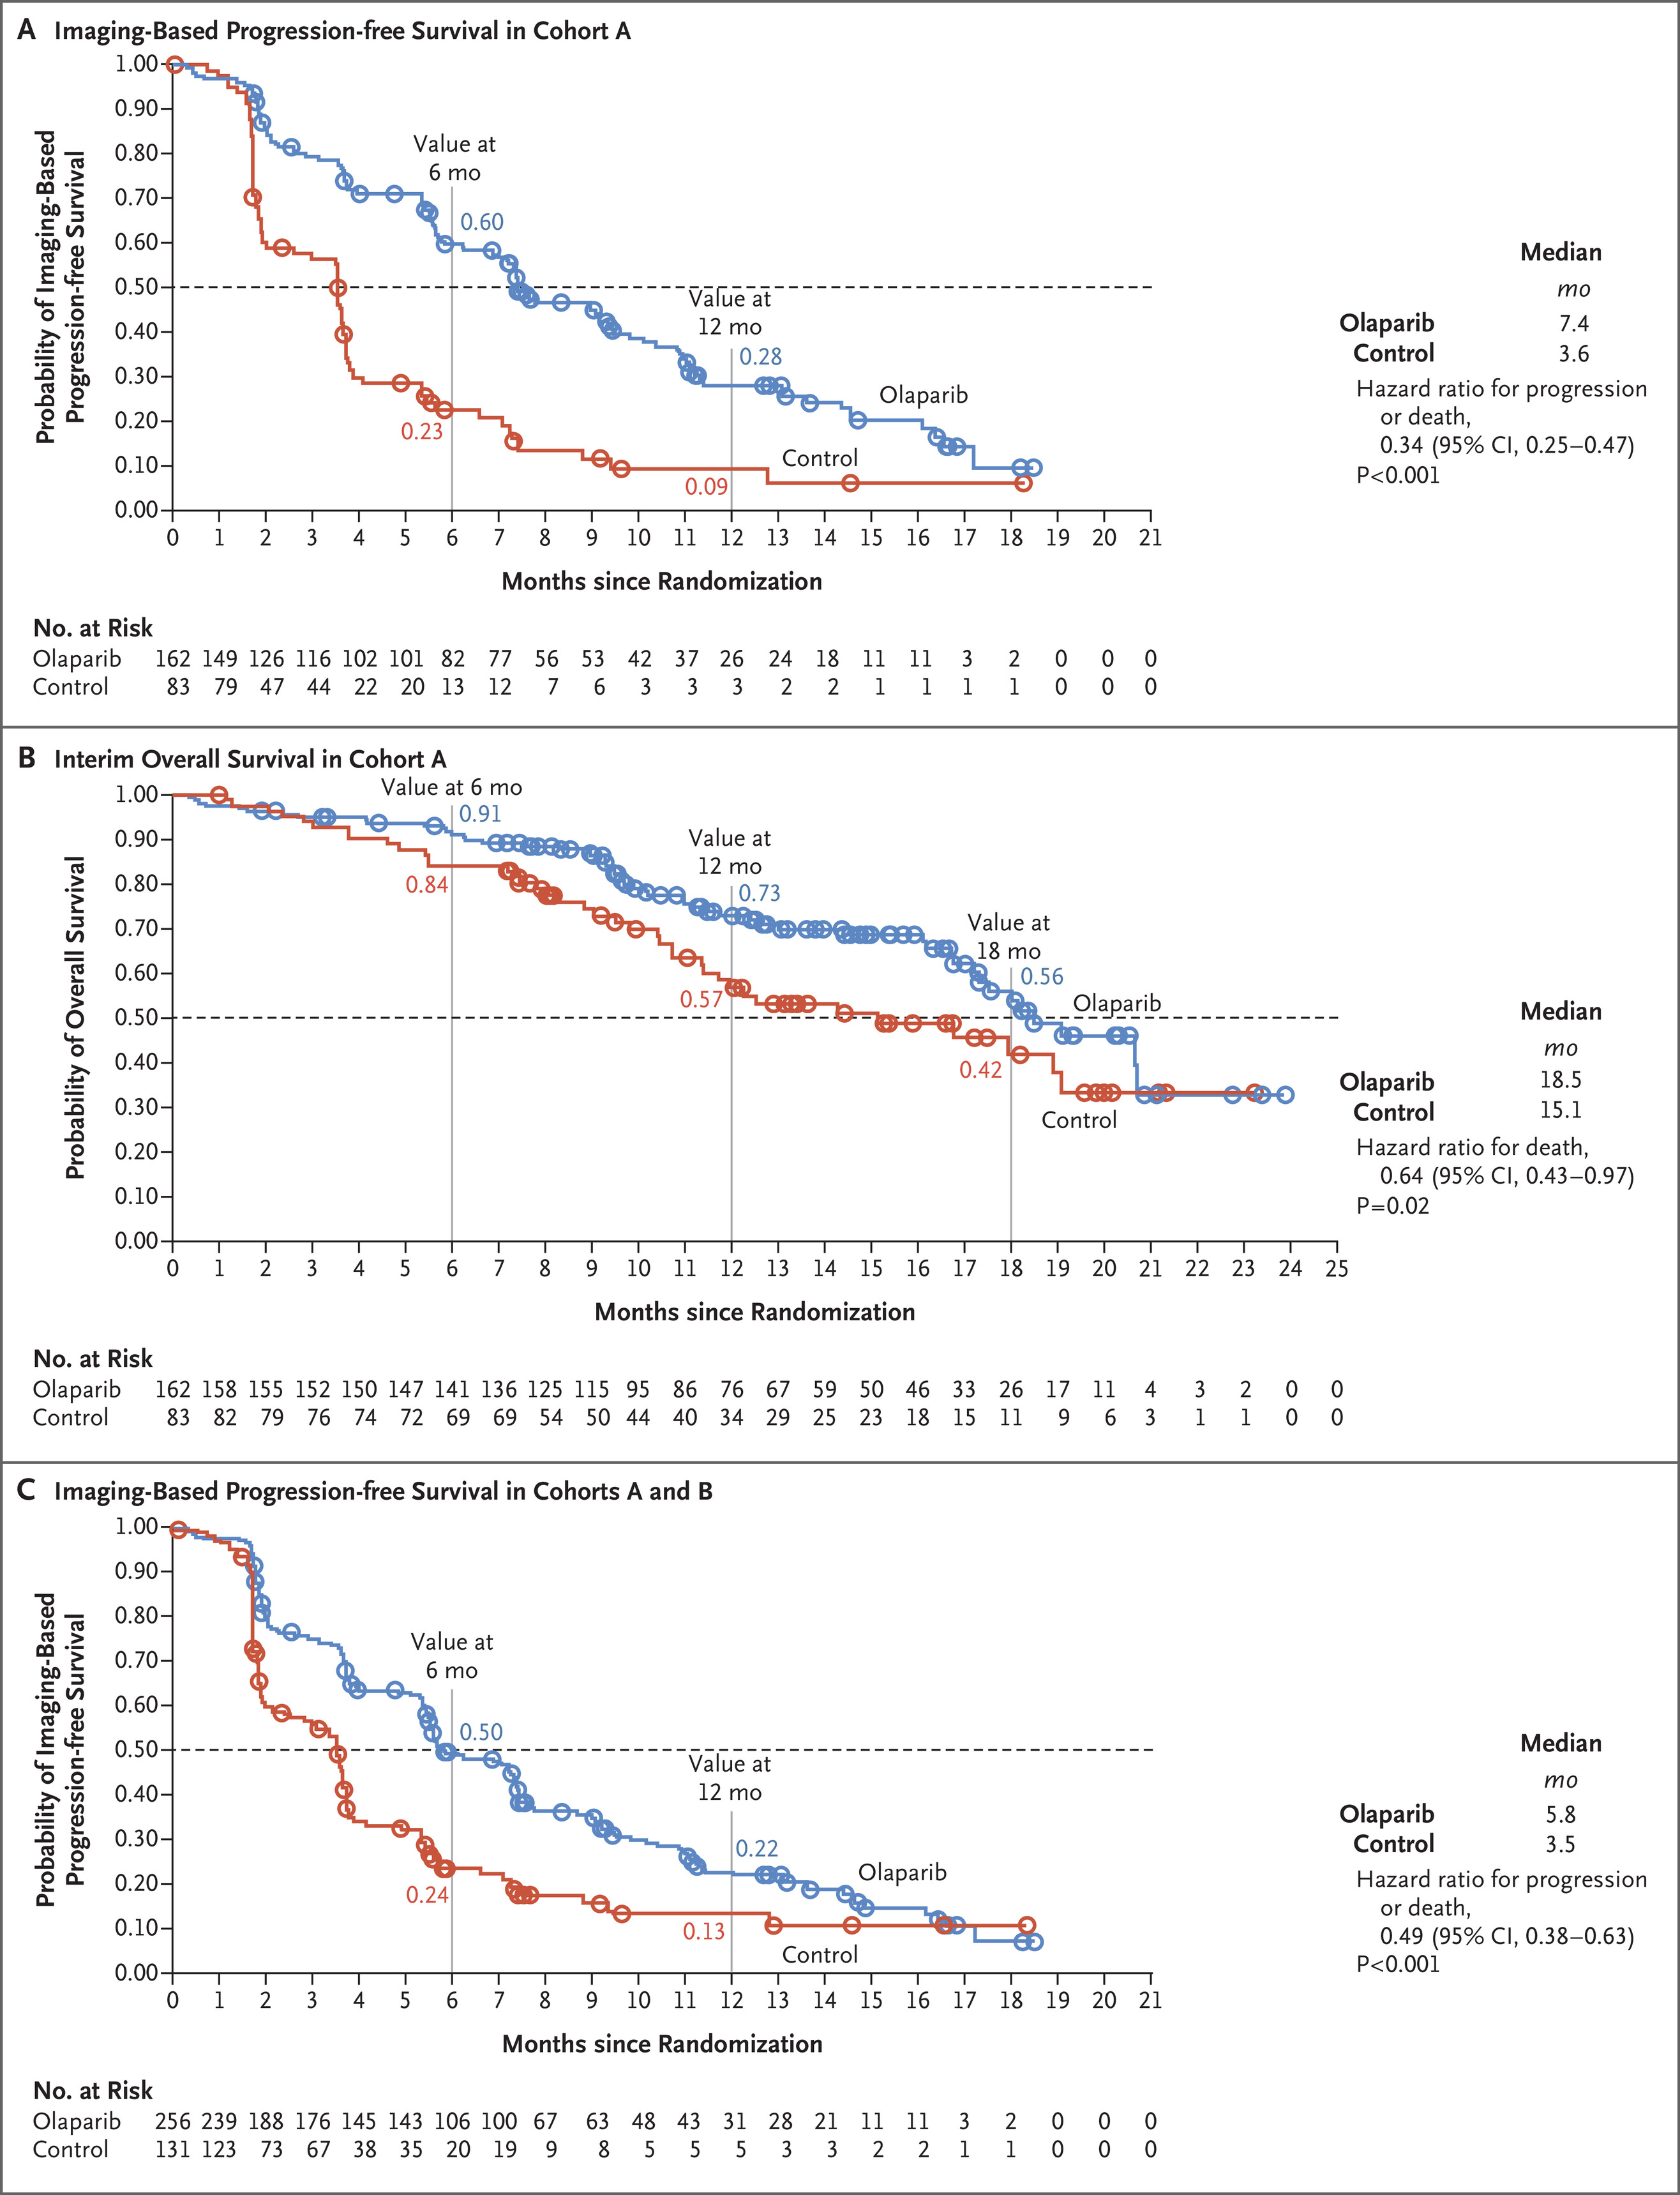 A Imaging-Based Progression-free Survival in Cohort A
Probability of Imaging-Based
Progression-free Survival
1.00
0.90
0.80
0.70
0.60
0.50
0.40
0.30
0.20
0.10
0.00
Value at
6 mo
0.60
0.23
Value at
12 mo
0.28
0.09
Olaparib
Control
0 1 2 3 4 5 6 7 8 9 10 11 12 13 14 15 16 17 18 19 20 21
Months since Randomization
Median
mo
Olaparib 7.4
Control 3.6
Hazard ratio for progression
or death,
0.34 (95% CI, 0.25–0.47)
P<0.001
No. at Risk
Olaparib 162 149 126 116 102 101 82 77 56 53 42 37 26 24 18 11 11 3 2 0 0 0
Control 83 79 47 44 22 20 13 12 7 6 3 3 3 2 2 1 1 1 1 0 0 0
B Interim Overall Survival in Cohort A
Probability of Overall Survival
1.00
0.90
0.80
0.70
0.60
0.50
0.40
0.30
0.20
0.10
0.00
Value at 6 mo
0.91
0.84
Value at
12 mo
0.73
0.57
Value at
18 mo
0.56
0.42
Olaparib
Control
0 1 2 3 4 5 6 7 8 9 10 11 12 13 14 15 16 17 18 19 20 21 22 23 24 25
Months since Randomization
Median
mo
Olaparib 18.5
Control 15.1
Hazard ratio for death,
0.64 (95% CI, 0.43–0.97)
P=0.02
No. at Risk
Olaparib 162 158 155 152 150 147 141 136 125 115 95 86 76 67 59 50 46 33 26 17 11 4 3 2 0 0
Control 83 82 79 76 74 72 69 69 54 50 44 40 34 29 25 23 18 15 11 9 6 3 1 1 0 0
C Imaging-Based Progression-free Survival in Cohorts A and B
Probability of Imaging-Based
Progression-free Survival
1.00
0.90
0.80
0.70
0.60
0.50
0.40
0.30
0.20
0.10
0.00
Value at
6 mo
0.50
0.24
Value at
12 mo
0.22
0.13
Olaparib
Control
0 1 2 3 4 5 6 7 8 9 10 11 12 13 14 15 16 17 18 19 20 21
Months since Randomization
Median
mo
Olaparib 5.8
Control 3.5
Hazard ratio for progression
or death,
0.49 (95% CI, 0.38–0.63)
P<0.001
No. at Risk
Olaparib 256 239 188 176 145 143 106 100 67 63 48 43 31 28 21 11 11 3 2 0 0 0
Control 131 123 73 67 38 35 20 19 9 8 5 5 5 3 3 2 2 1 1 0 0 0